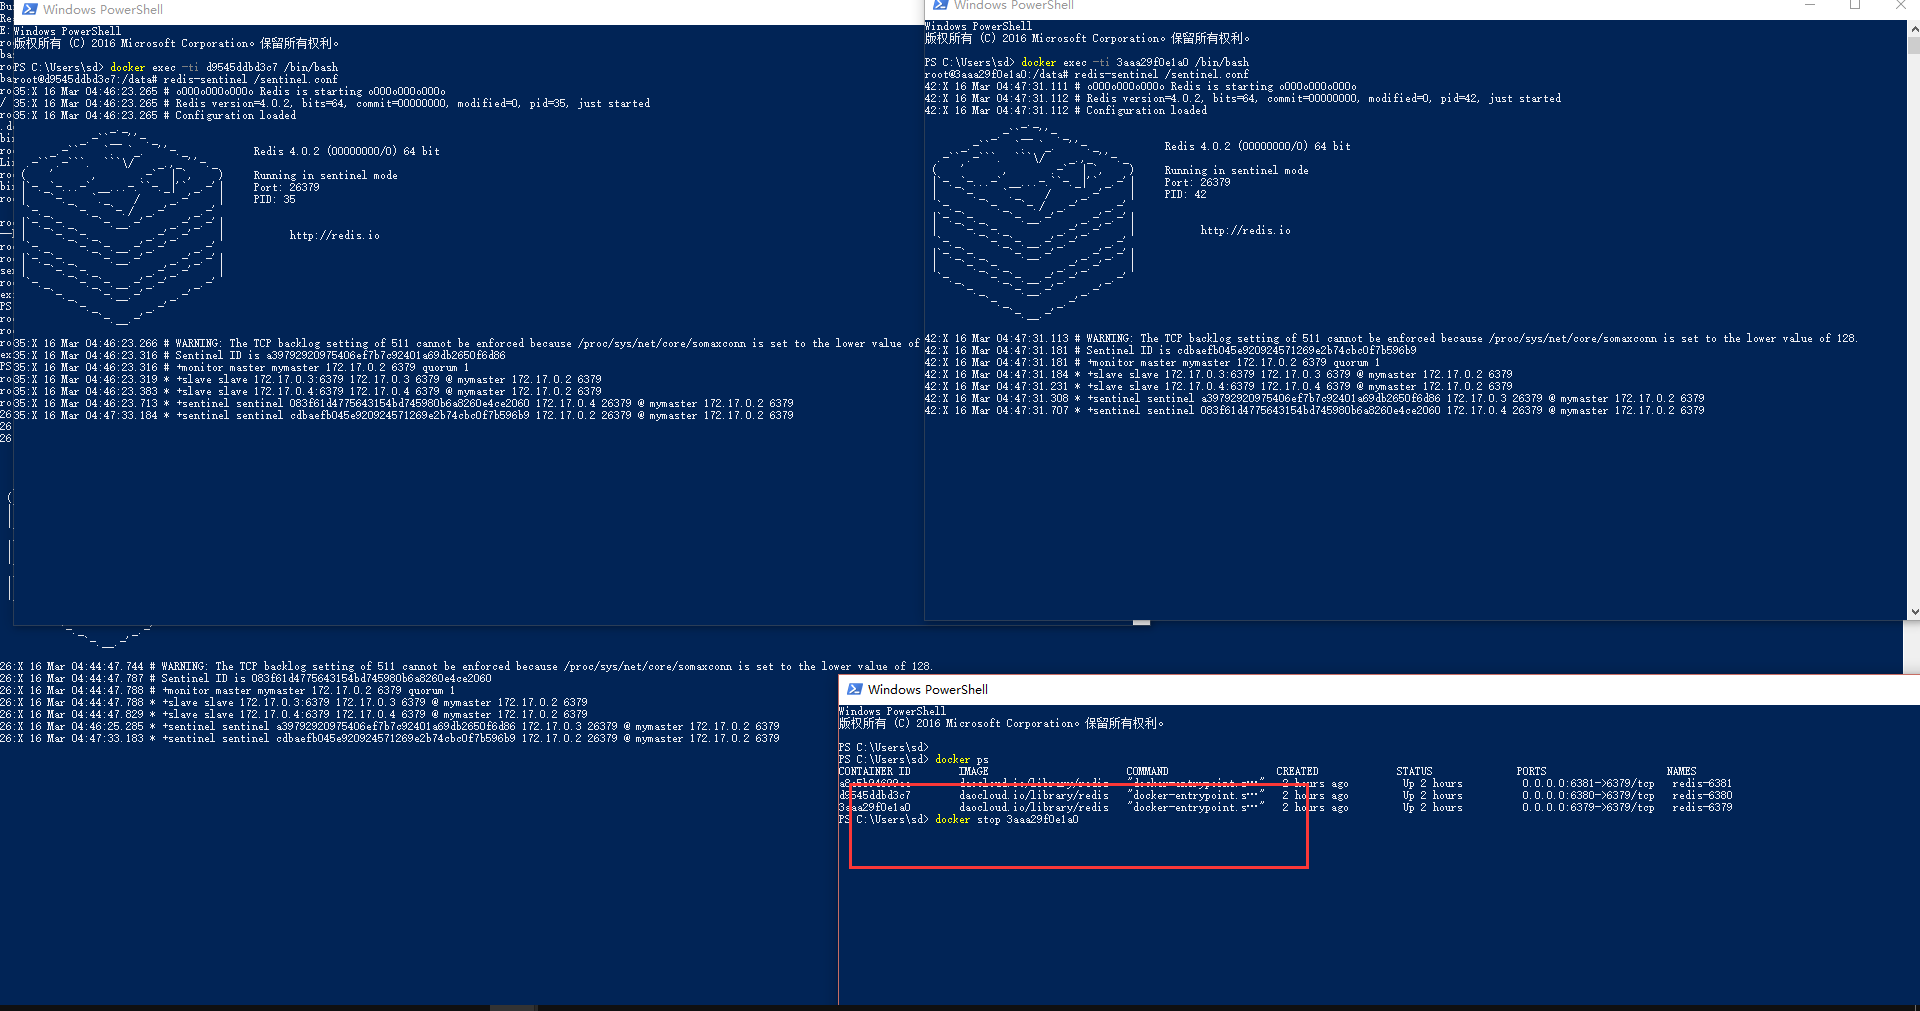 Windows PowerShell
Windows PowerShell
版权所有 (C) 2016 Microsoft Corporation。保留所有权利。
PS C:\Users\sd> docker exec -ti d9545ddbd3c7 /bin/bash
root@d9545ddbd3c7:/data# redis-sentinel /sentinel.conf
35:X 16 Mar 04:46:23.265 # oO0OoO0OoO0Oo Redis is starting oO0OoO0OoO0Oo
35:X 16 Mar 04:46:23.265 # Redis version=4.0.2, bits=64, commit=00000000, modified=0, pid=35, just started
35:X 16 Mar 04:46:23.265 # Configuration loaded
Redis 4.0.2 (00000000/0) 64 bit
Running in sentinel mode
Port: 26379
PID: 35
http://redis.io
35:X 16 Mar 04:46:23.266 # WARNING: The TCP backlog setting of 511 cannot be enforced because /proc/sys/net/core/somaxconn is set to the lower value of
35:X 16 Mar 04:46:23.316 # Sentinel ID is a39792920975406ef7b7c92401a69db2650f6d86
35:X 16 Mar 04:46:23.316 # +monitor master mymaster 172.17.0.2 6379 quorum 1
35:X 16 Mar 04:46:23.319 * +slave slave 172.17.0.3:6379 172.17.0.3 6379 @ mymaster 172.17.0.2 6379
35:X 16 Mar 04:46:23.383 * +slave slave 172.17.0.4:6379 172.17.0.4 6379 @ mymaster 172.17.0.2 6379
35:X 16 Mar 04:46:23.713 * +sentinel sentinel 083f61d4775643154bd745980b6a8260e4ce2060 172.17.0.4 26379 @ mymaster 172.17.0.2 6379
35:X 16 Mar 04:47:33.184 * +sentinel sentinel cdbaefb045e920924571269e2b74cbc0f7b596b9 172.17.0.2 26379 @ mymaster 172.17.0.2 6379
Windows PowerShell
Windows PowerShell
版权所有 (C) 2016 Microsoft Corporation。保留所有权利。
PS C:\Users\sd> docker exec -ti 3aaa29f0e1a0 /bin/bash
root@3aaa29f0e1a0:/data# redis-sentinel /sentinel.conf
42:X 16 Mar 04:47:31.111 # oO0OoO0OoO0Oo Redis is starting oO0OoO0OoO0Oo
42:X 16 Mar 04:47:31.112 # Redis version=4.0.2, bits=64, commit=00000000, modified=0, pid=42, just started
42:X 16 Mar 04:47:31.112 # Configuration loaded
Redis 4.0.2 (00000000/0) 64 bit
Running in sentinel mode
Port: 26379
PID: 42
http://redis.io
42:X 16 Mar 04:47:31.113 # WARNING: The TCP backlog setting of 511 cannot be enforced because /proc/sys/net/core/somaxconn is set to the lower value of 128.
42:X 16 Mar 04:47:31.181 # Sentinel ID is cdbaefb045e920924571269e2b74cbc0f7b596b9
42:X 16 Mar 04:47:31.181 # +monitor master mymaster 172.17.0.2 6379 quorum 1
42:X 16 Mar 04:47:31.184 * +slave slave 172.17.0.3:6379 172.17.0.3 6379 @ mymaster 172.17.0.2 6379
42:X 16 Mar 04:47:31.231 * +slave slave 172.17.0.4:6379 172.17.0.4 6379 @ mymaster 172.17.0.2 6379
42:X 16 Mar 04:47:31.308 * +sentinel sentinel a39792920975406ef7b7c92401a69db2650f6d86 172.17.0.3 26379 @ mymaster 172.17.0.2 6379
42:X 16 Mar 04:47:31.707 * +sentinel sentinel 083f61d4775643154bd745980b6a8260e4ce2060 172.17.0.4 26379 @ mymaster 172.17.0.2 6379
26:X 16 Mar 04:44:47.744 # WARNING: The TCP backlog setting of 511 cannot be enforced because /proc/sys/net/core/somaxconn is set to the lower value of 128.
26:X 16 Mar 04:44:47.787 # Sentinel ID is 083f61d4775643154bd745980b6a8260e4ce2060
26:X 16 Mar 04:44:47.788 # +monitor master mymaster 172.17.0.2 6379 quorum 1
26:X 16 Mar 04:44:47.788 * +slave slave 172.17.0.3:6379 172.17.0.3 6379 @ mymaster 172.17.0.2 6379
26:X 16 Mar 04:44:47.829 * +slave slave 172.17.0.4:6379 172.17.0.4 6379 @ mymaster 172.17.0.2 6379
26:X 16 Mar 04:46:25.285 * +sentinel sentinel a39792920975406ef7b7c92401a69db2650f6d86 172.17.0.3 26379 @ mymaster 172.17.0.2 6379
26:X 16 Mar 04:47:33.183 * +sentinel sentinel cdbaefb045e920924571269e2b74cbc0f7b596b9 172.17.0.2 26379 @ mymaster 172.17.0.2 6379
Windows PowerShell
Windows PowerShell
版权所有 (C) 2016 Microsoft Corporation。保留所有权利。
PS C:\Users\sd>
PS C:\Users\sd> docker ps
CONTAINER ID IMAGE COMMAND CREATED STATUS PORTS NAMES
daocloud.io/library/redis "docker-entrypoint.s…" 2 hours ago Up 2 hours 0.0.0.0:6381->6379/tcp redis-6381
d9545ddbd3c7 daocloud.io/library/redis "docker-entrypoint.s…" 2 hours ago Up 2 hours 0.0.0.0:6380->6379/tcp redis-6380
3aaa29f0e1a0 daocloud.io/library/redis "docker-entrypoint.s…" 2 hours ago Up 2 hours 0.0.0.0:6379->6379/tcp redis-6379
PS C:\Users\sd> docker stop 3aaa29f0e1a0